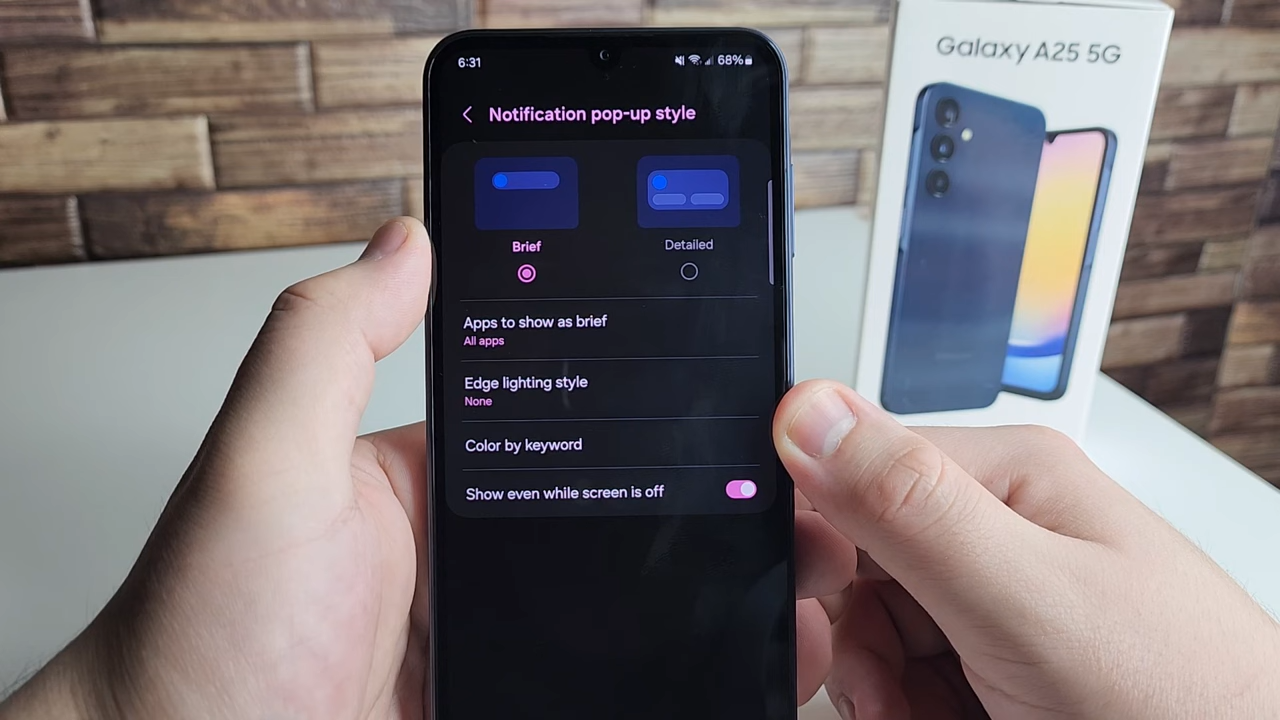 Galaxy A25 5G
6:31
68%
Notification pop-up style
Brief
Detailed
Apps to show as brief
All apps
Edge lighting style
None
Color by keyword
Show even while screen is off